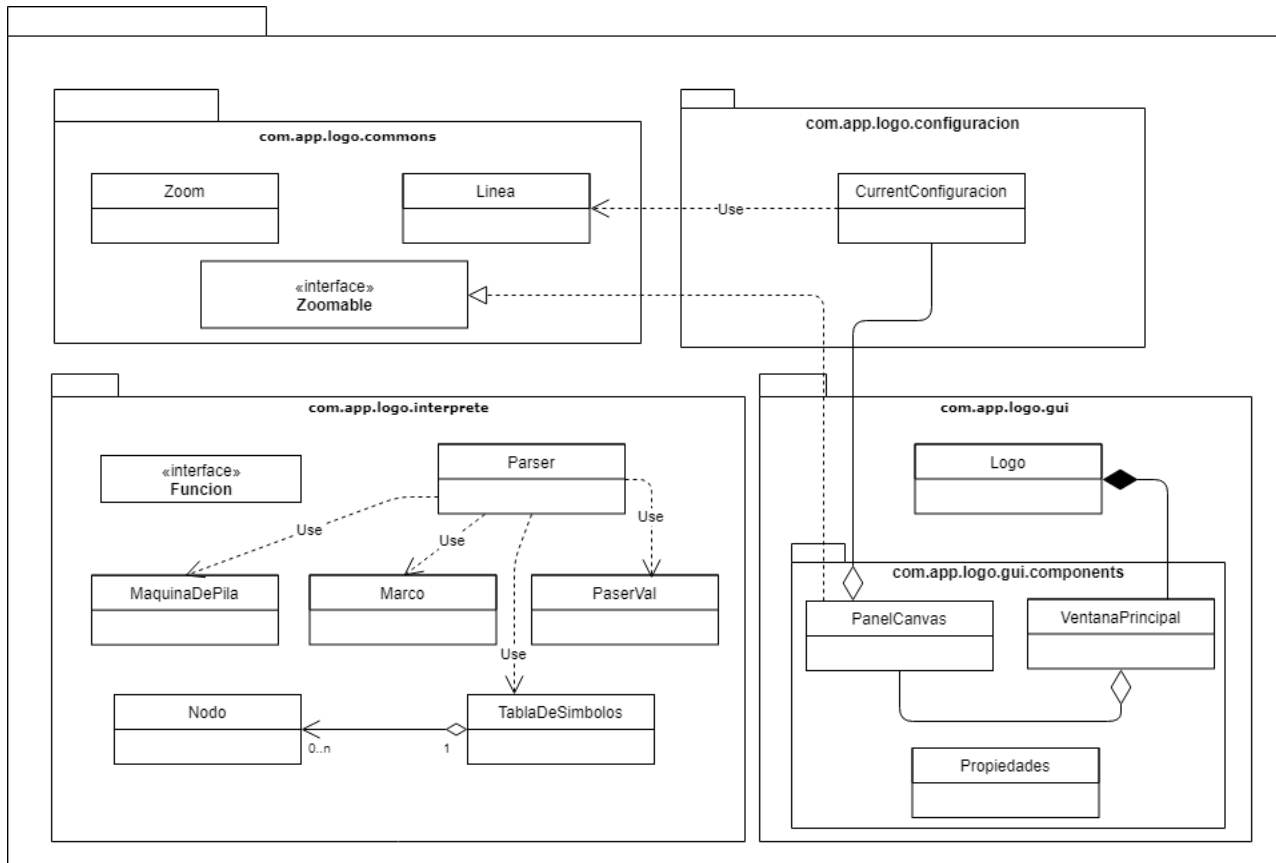 com.app.logo.commons
Zoom
Linea
«interface»
Zoomable
com.app.logo.configuracion
CurrentConfiguracion
Use
com.app.logo.interprete
«interface»
Funcion
Parser
Use
Use
Use
MaquinaDePila
Marco
PaserVal
Use
Nodo
TablaDeSimbolos
0..n
1
com.app.logo.gui
Logo
com.app.logo.gui.components
PanelCanvas
VentanaPrincipal
Propiedades